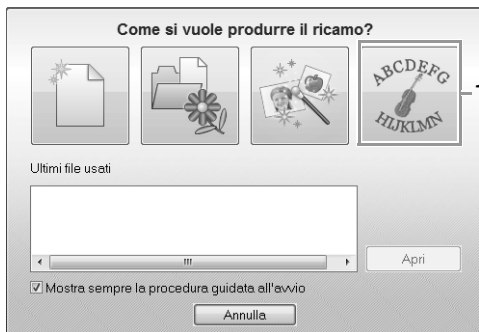 Come si vuole produrre il ricamo?
ABCDEFG
HIJKLMN
Ultimi file usati
Apri
Mostra sempre la procedura guidata all'avvio
Annulla